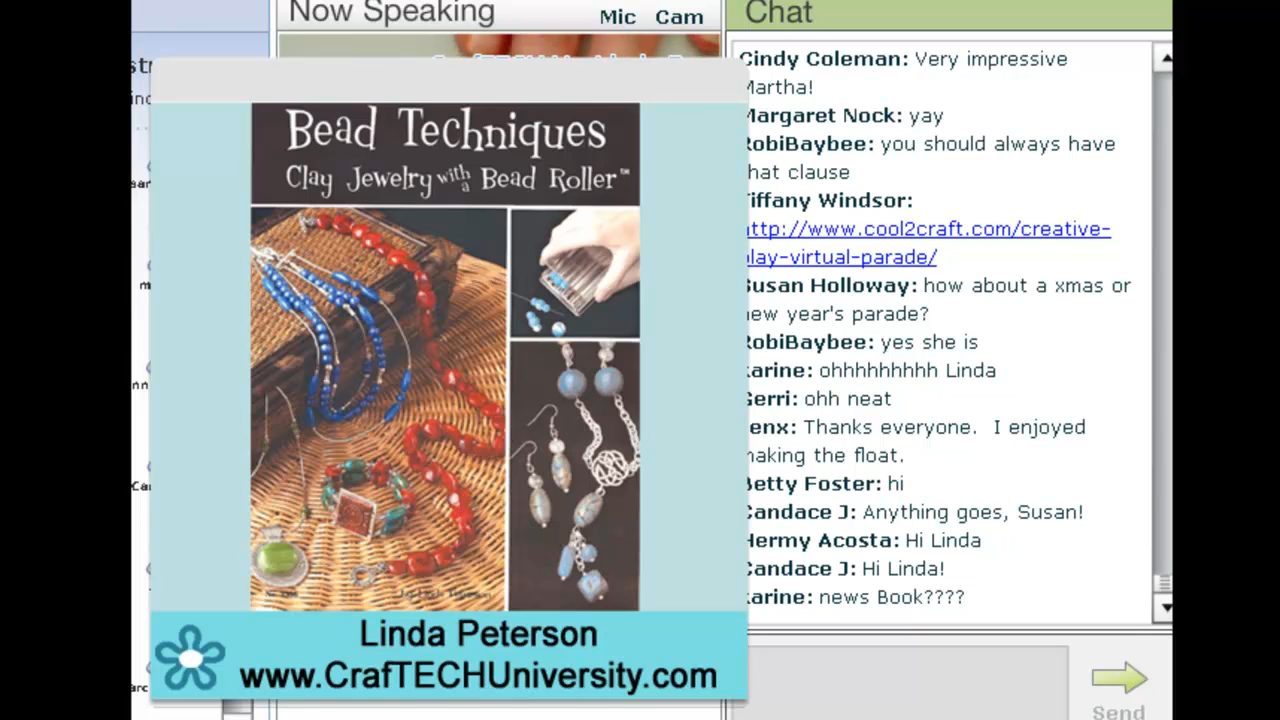 Now Speaking
Mic Cam
Bead Techniques
Clay Jewelry with a Bead Roller™
Linda Peterson
www.CrafTECHUniversity.com
Chat
Cindy Coleman: Very impressive
Martha!
Margaret Nock: yay
RobiBaybee: you should always have
that clause
Tiffany Windsor:
http://www.cool2craft.com/creative-
play-virtual-parade/
Susan Holloway: how about a xmas or
new year's parade?
RobiBaybee: yes she is
karine: ohhhhhhhhh Linda
Gerri: ohh neat
Jenx: Thanks everyone. I enjoyed
making the float.
Betty Foster: hi
Candace J: Anything goes, Susan!
Hermy Acosta: Hi Linda
Candace J: Hi Linda!
karine: news Book????
Send